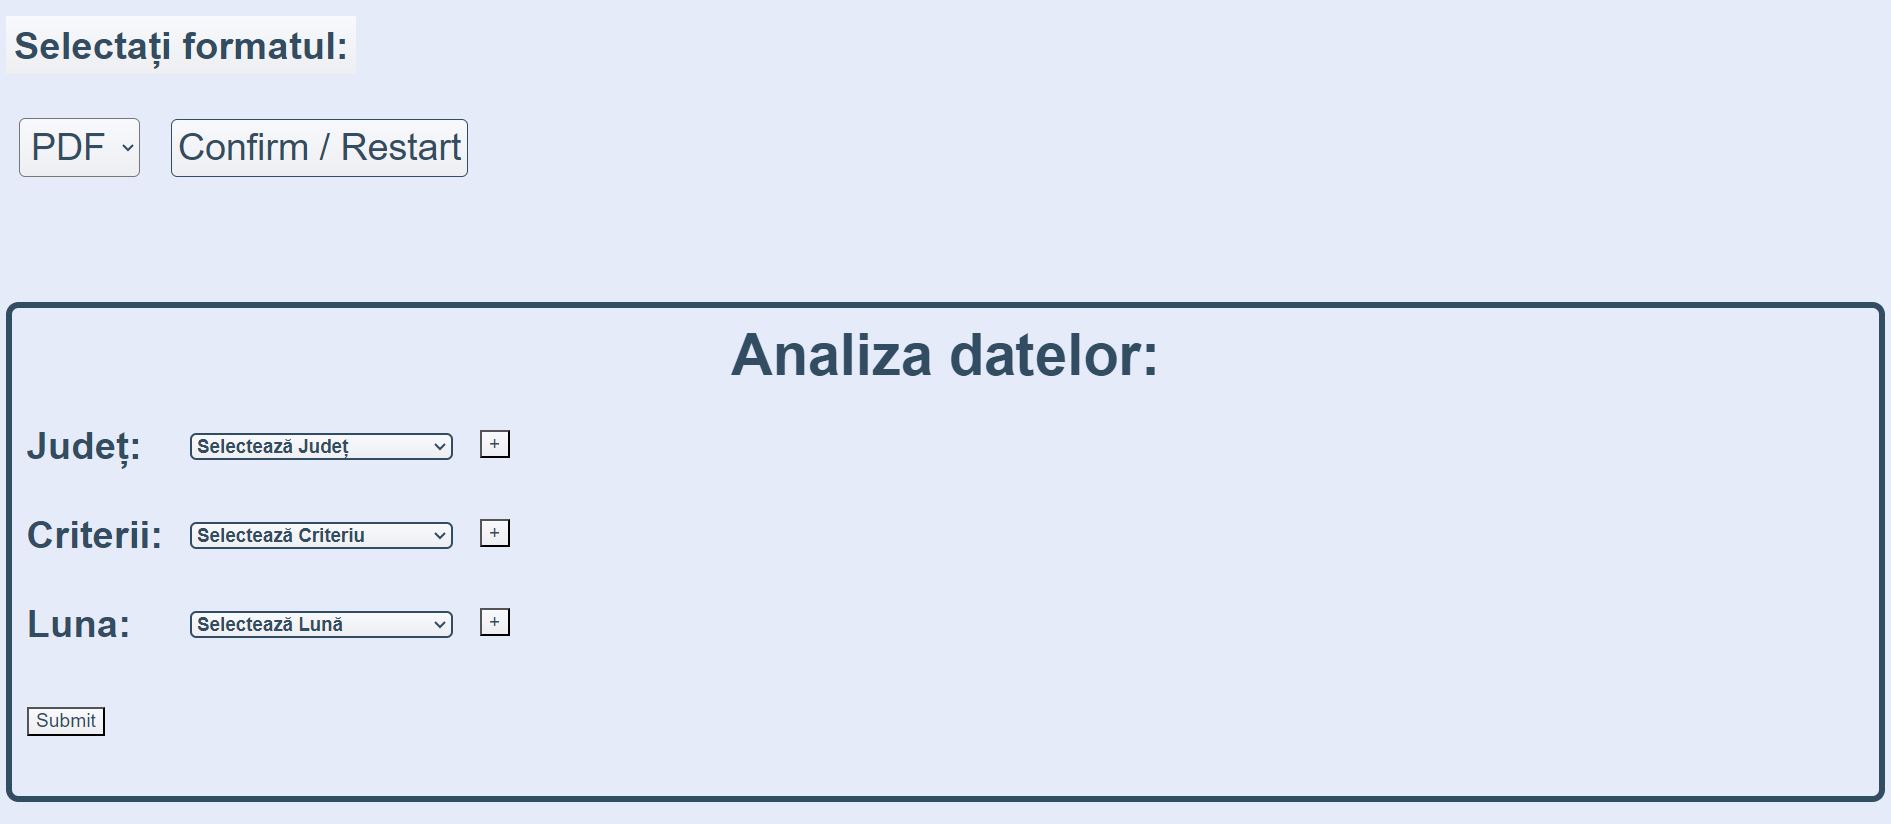 Selectați formatul:
PDF Confirm / Restart
Analiza datelor:
Județ: Selectează Județ +
Criterii: Selectează Criteriu +
Luna: Selectează Lună +
Submit